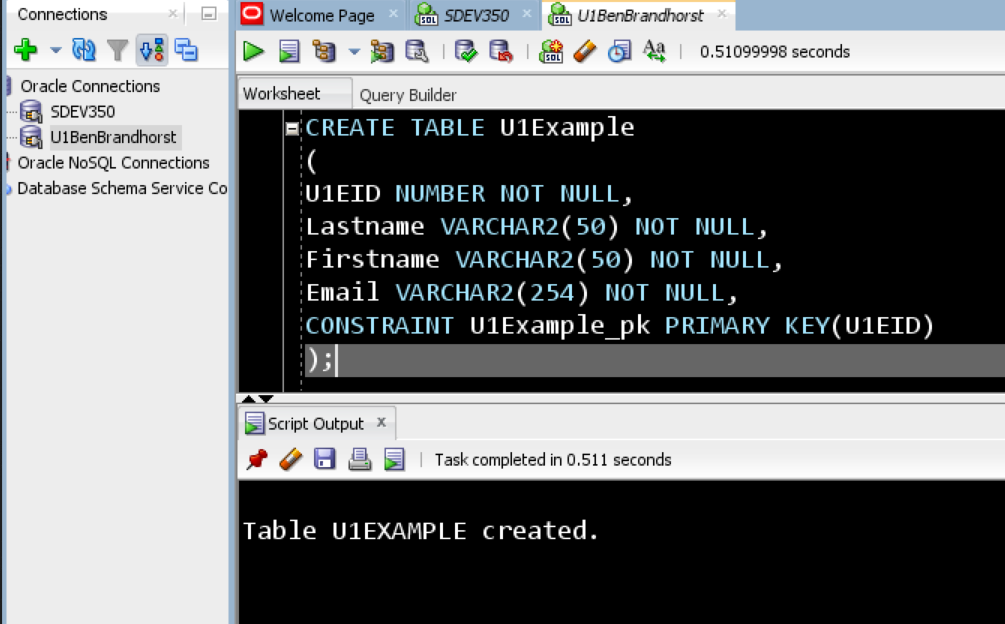 Connections
Oracle Connections
SDEV350
U1BenBrandhorst
Oracle NoSQL Connections
Database Schema Service Co
Welcome Page
SDEV350
U1BenBrandhorst
0.51099998 seconds
Worksheet
Query Builder
CREATE TABLE U1Example
(
U1EID NUMBER NOT NULL,
Lastname VARCHAR2(50) NOT NULL,
Firstname VARCHAR2(50) NOT NULL,
Email VARCHAR2(254) NOT NULL,
CONSTRAINT U1Example_pk PRIMARY KEY(U1EID)
);
Script Output
Task completed in 0.511 seconds
Table U1EXAMPLE created.